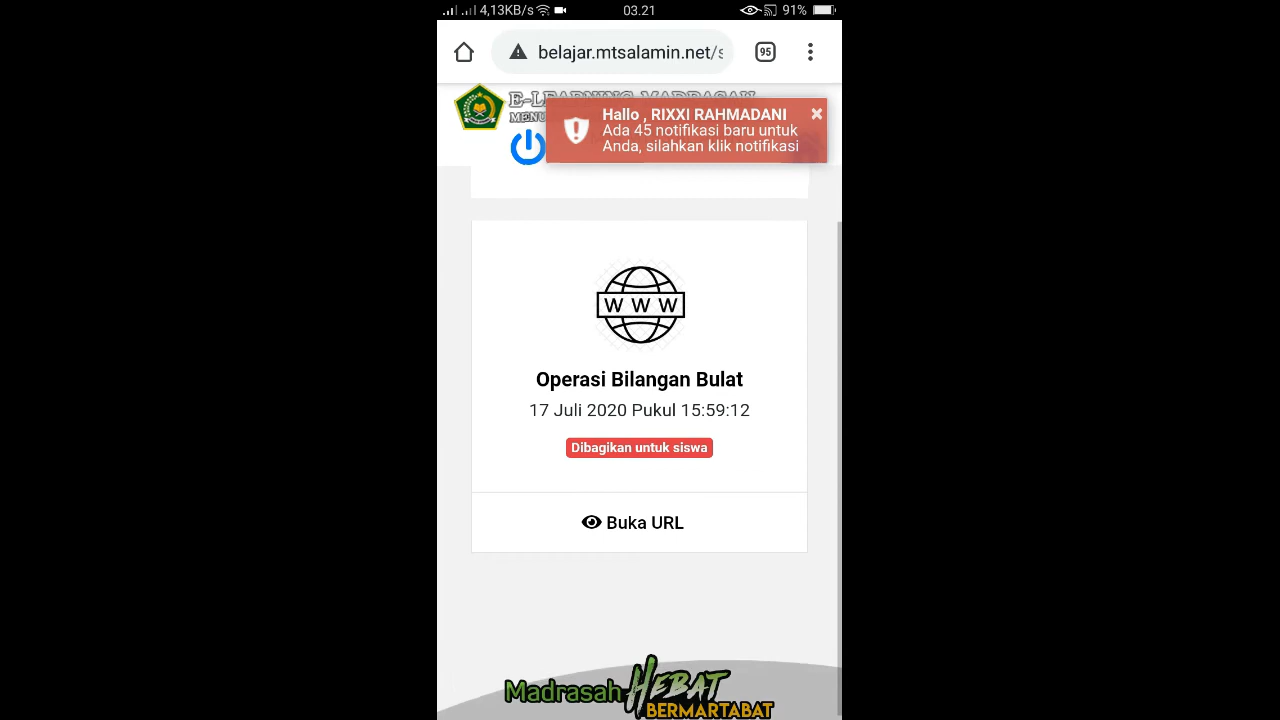 4,13KB/s
03.21
91%
belajar.mtsalamin.net/s
95
Hallo , RIXXI RAHMADANI
Ada 45 notifikasi baru untuk
Anda, silahkan klik notifikasi
WWW
Operasi Bilangan Bulat
17 Juli 2020 Pukul 15:59:12
Dibagikan untuk siswa
Buka URL
Madrasah HEBAT
BERMARTABAT